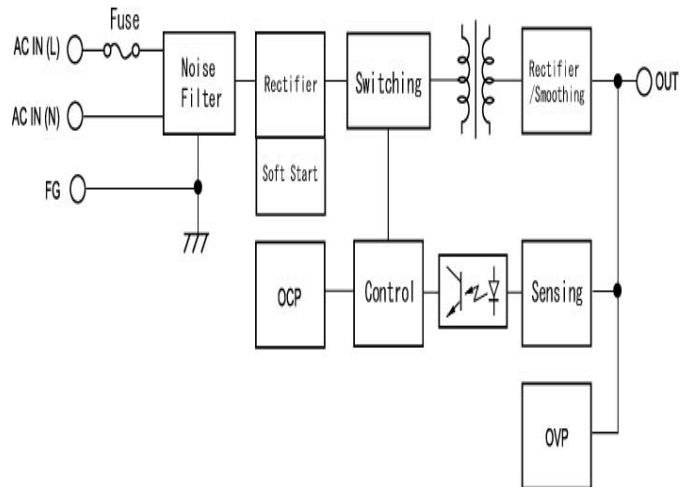 Fuse
AC IN (L)
Noise
Filter
Rectifier
Switching
Rectifier
/Smoothing
OUT
AC IN (N)
Soft Start
FG
OCP
Control
Sensing
OVP